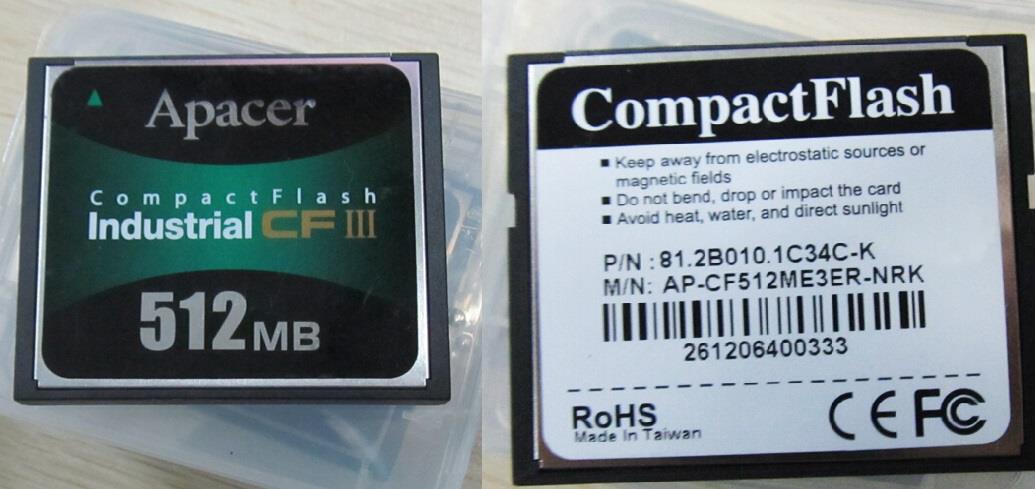 Apacer
CompactFlash
Industrial CF III
512 MB
CompactFlash
■ Keep away from electrostatic sources or
magnetic fields
■ Do not bend, drop or impact the card
■ Avoid heat, water, and direct sunlight
P/N : 81.2B010.1C34C-K
M/N: AP-CF512ME3ER-NRK
261206400333
RoHS
Made In Taiwan
CE FC